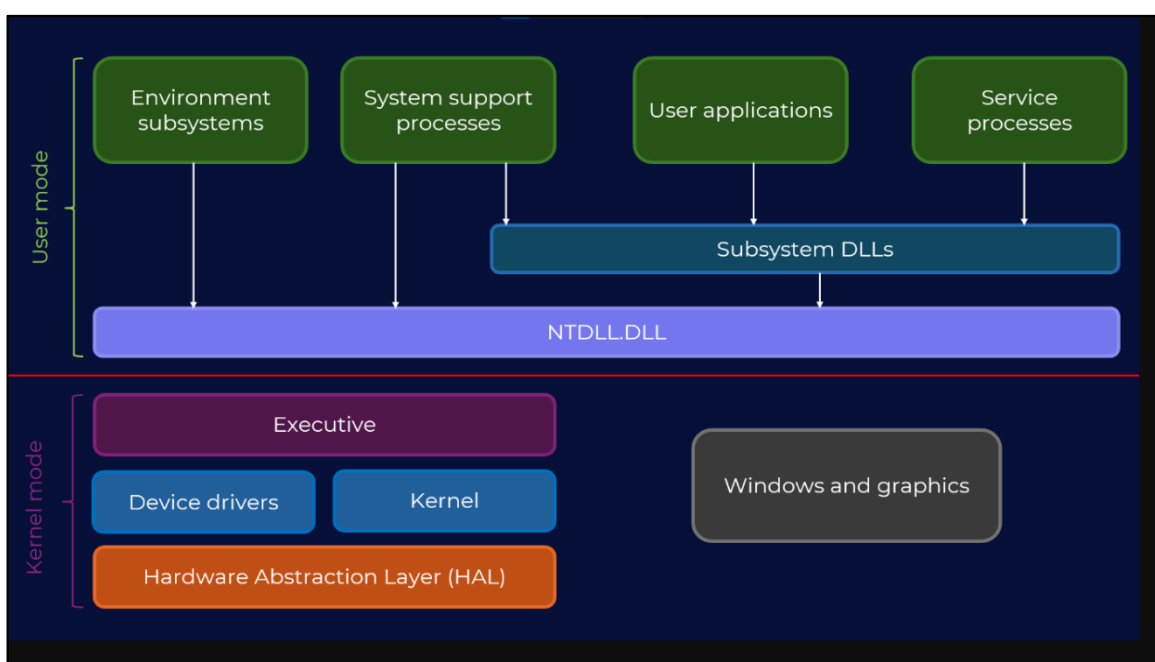 User mode
Environment
subsystems
System support
processes
User applications
Service
processes
Subsystem DLLs
NTDLL.DLL
Kernel mode
Executive
Device drivers
Kernel
Hardware Abstraction Layer (HAL)
Windows and graphics